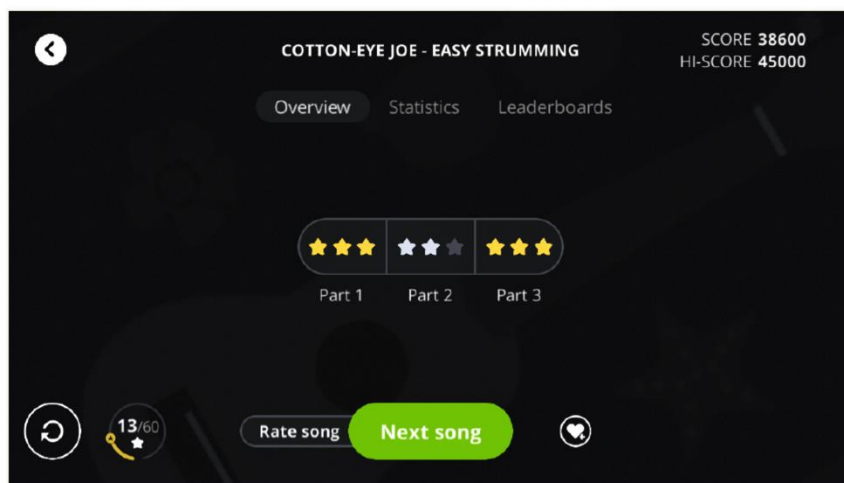 COTTON-EYE JOE - EASY STRUMMING
SCORE 38600
HI-SCORE 45000
Overview Statistics Leaderboards
Part 1 Part 2 Part 3
13/60
Rate song Next song